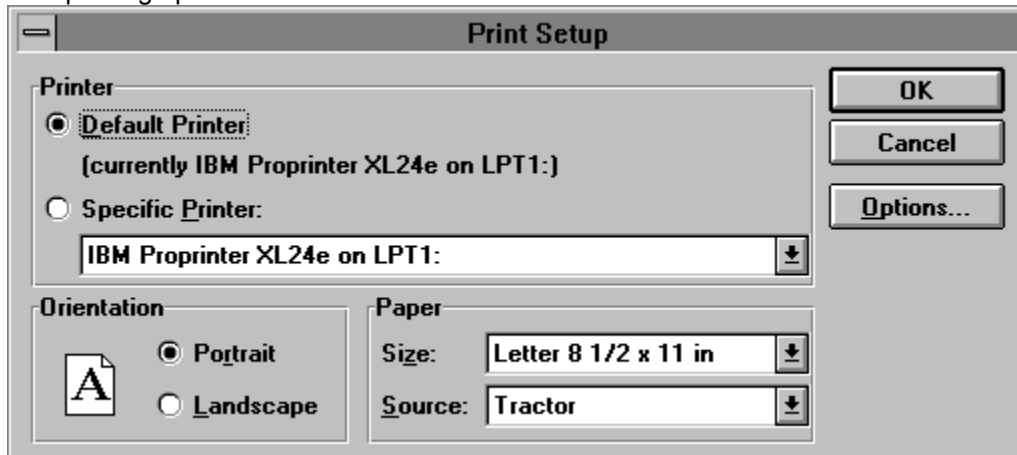 Print Setup
Printer
Default Printer
(currently IBM Proprinter XL24e on LPT1:)
Specific Printer:
IBM Proprinter XL24e on LPT1:
OK
Cancel
Options...
Orientation
A
Portrait
Landscape
Paper
Size: Letter 8 1/2 x 11 in
Source: Tractor